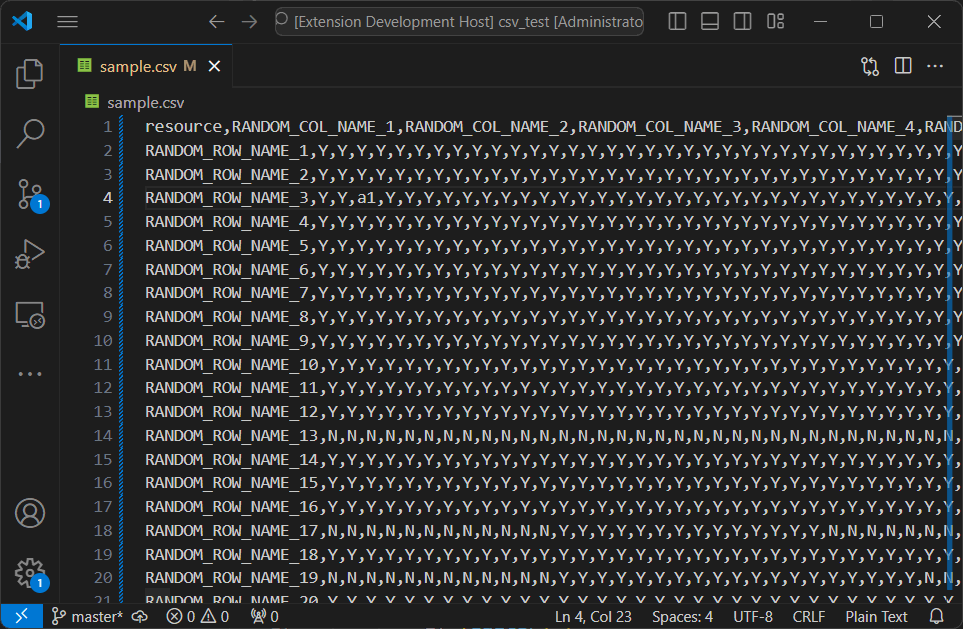 [Extension Development Host] csv_test [Administrato
sample.csv M
sample.csv
1 resource,RANDOM_COL_NAME_1,RANDOM_COL_NAME_2,RANDOM_COL_NAME_3,RANDOM_COL_NAME_4,RAND
2 RANDOM_ROW_NAME_1,Y,Y,Y,Y,Y,Y,Y,Y,Y,Y,Y,Y,Y,Y,Y,Y,Y,Y,Y,Y,Y,Y,Y,Y,Y,Y,Y,Y,Y,Y,Y,Y,Y,Y
3 RANDOM_ROW_NAME_2,Y,Y,Y,Y,Y,Y,Y,Y,Y,Y,Y,Y,Y,Y,Y,Y,Y,Y,Y,Y,Y,Y,Y,Y,Y,Y,Y,Y,Y,Y,Y,Y,Y,Y
4 RANDOM_ROW_NAME_3,Y,Y,a1,Y,Y,Y,Y,Y,Y,Y,Y,Y,Y,Y,Y,Y,Y,Y,Y,Y,Y,Y,Y,Y,Y,Y,Y,Y,Y,Y,Y,Y,Y,
5 RANDOM_ROW_NAME_4,Y,Y,Y,Y,Y,Y,Y,Y,Y,Y,Y,Y,Y,Y,Y,Y,Y,Y,Y,Y,Y,Y,Y,Y,Y,Y,Y,Y,Y,Y,Y,Y,Y,Y
6 RANDOM_ROW_NAME_5,Y,Y,Y,Y,Y,Y,Y,Y,Y,Y,Y,Y,Y,Y,Y,Y,Y,Y,Y,Y,Y,Y,Y,Y,Y,Y,Y,Y,Y,Y,Y,Y,Y,Y
7 RANDOM_ROW_NAME_6,Y,Y,Y,Y,Y,Y,Y,Y,Y,Y,Y,Y,Y,Y,Y,Y,Y,Y,Y,Y,Y,Y,Y,Y,Y,Y,Y,Y,Y,Y,Y,Y,Y,Y
8 RANDOM_ROW_NAME_7,Y,Y,Y,Y,Y,Y,Y,Y,Y,Y,Y,Y,Y,Y,Y,Y,Y,Y,Y,Y,Y,Y,Y,Y,Y,Y,Y,Y,Y,Y,Y,Y,Y,Y
9 RANDOM_ROW_NAME_8,Y,Y,Y,Y,Y,Y,Y,Y,Y,Y,Y,Y,Y,Y,Y,Y,Y,Y,Y,Y,Y,Y,Y,Y,Y,Y,Y,Y,Y,Y,Y,Y,Y,Y
10 RANDOM_ROW_NAME_9,Y,Y,Y,Y,Y,Y,Y,Y,Y,Y,Y,Y,Y,Y,Y,Y,Y,Y,Y,Y,Y,Y,Y,Y,Y,Y,Y,Y,Y,Y,Y,Y,Y,Y
11 RANDOM_ROW_NAME_10,Y,Y,Y,Y,Y,Y,Y,Y,Y,Y,Y,Y,Y,Y,Y,Y,Y,Y,Y,Y,Y,Y,Y,Y,Y,Y,Y,Y,Y,Y,Y,Y,Y,
12 RANDOM_ROW_NAME_11,Y,Y,Y,Y,Y,Y,Y,Y,Y,Y,Y,Y,Y,Y,Y,Y,Y,Y,Y,Y,Y,Y,Y,Y,Y,Y,Y,Y,Y,Y,Y,Y,Y,
13 RANDOM_ROW_NAME_12,Y,Y,Y,Y,Y,Y,Y,Y,Y,Y,Y,Y,Y,Y,Y,Y,Y,Y,Y,Y,Y,Y,Y,Y,Y,Y,Y,Y,Y,Y,Y,Y,Y,
14 RANDOM_ROW_NAME_13,N,N,N,N,N,N,N,N,N,N,N,N,N,N,N,N,N,N,N,N,N,N,N,N,N,N,N,N,N,N,N,N,N,
15 RANDOM_ROW_NAME_14,Y,Y,Y,Y,Y,Y,Y,Y,Y,Y,Y,Y,Y,Y,Y,Y,Y,Y,Y,Y,Y,Y,Y,Y,Y,Y,Y,Y,Y,Y,Y,Y,Y,
16 RANDOM_ROW_NAME_15,Y,Y,Y,Y,Y,Y,Y,Y,Y,Y,Y,Y,Y,Y,Y,Y,Y,Y,Y,Y,Y,Y,Y,Y,Y,Y,Y,Y,Y,Y,Y,Y,Y,
17 RANDOM_ROW_NAME_16,Y,Y,Y,Y,Y,Y,Y,Y,Y,Y,Y,Y,Y,Y,Y,Y,Y,Y,Y,Y,Y,Y,Y,Y,Y,Y,Y,Y,Y,Y,Y,Y,Y,
18 RANDOM_ROW_NAME_17,N,N,N,N,N,N,N,N,N,N,N,N,Y,Y,Y,Y,Y,Y,Y,Y,Y,Y,Y,Y,Y,Y,N,N,N,N,N,N,N,
19 RANDOM_ROW_NAME_18,Y,Y,Y,Y,Y,Y,Y,Y,Y,Y,Y,Y,Y,Y,Y,Y,Y,Y,Y,Y,Y,Y,Y,Y,Y,Y,Y,Y,Y,Y,Y,Y,Y,
20 RANDOM_ROW_NAME_19,N,N,N,N,N,N,N,N,N,N,N,N,Y,Y,Y,Y,Y,Y,Y,Y,Y,Y,Y,Y,Y,Y,Y,Y,Y,Y,Y,N,N,
21 RANDOM_ROW_NAME_20,Y,Y,Y,Y,Y,Y,Y,Y,Y,Y,Y,Y,Y,Y,Y,Y,Y,Y,Y,Y,Y,Y,Y,Y,Y,Y,Y,Y,Y,Y,Y,Y,Y,
1
1
master* 0 0 0 Ln 4, Col 23 Spaces: 4 UTF-8 CRLF Plain Text